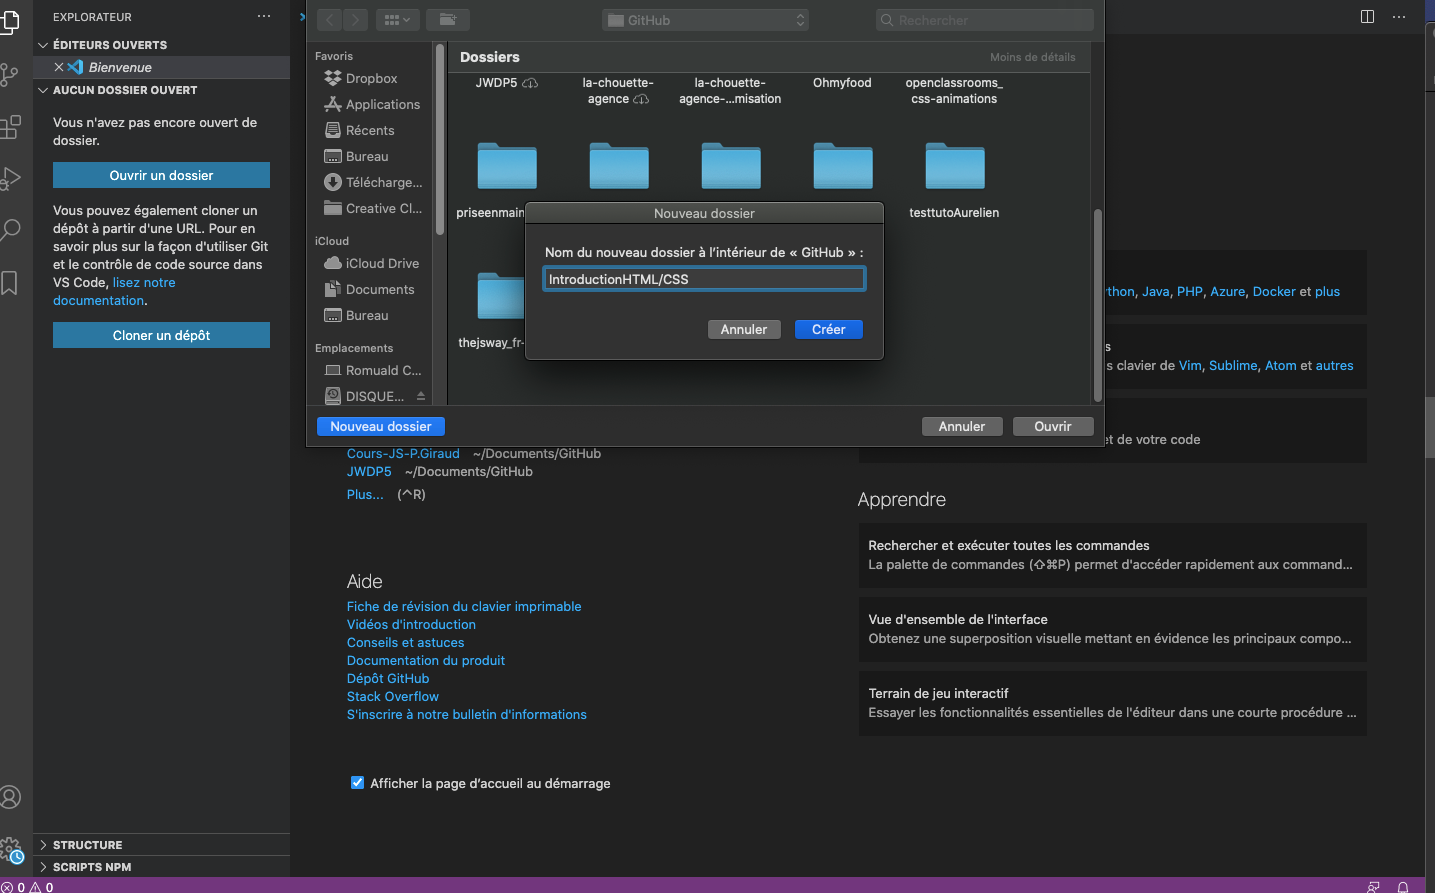 EXPLORATEUR
ÉDITEURS OUVERTS
Bienvenue
AUCUN DOSSIER OUVERT
Vous n'avez pas encore ouvert de
dossier.
Ouvrir un dossier
Vous pouvez également cloner un
dépôt à partir d'une URL. Pour en
savoir plus sur la façon d'utiliser Git
et le contrôle de code source dans
VS Code, lisez notre
documentation.
Cloner un dépôt
STRUCTURE
SCRIPTS NPM
0 0
GitHub
Rechercher
Favoris
Dropbox
Applications
Récents
Bureau
Télécharge...
Creative Cl...
iCloud
iCloud Drive
Documents
Bureau
Emplacements
Romuald C...
DISQUE...
Dossiers
Moins de détails
JWDP5
la-chouette-
agence
la-chouette-
agence-...misation
Ohmyfood
openclassrooms_
css-animations
priseenmain
testtutoAurelien
thejsway_fr-
Nouveau dossier
Nom du nouveau dossier à l'intérieur de « GitHub » :
IntroductionHTML/CSS
Annuler
Créer
Nouveau dossier
Annuler
Ouvrir
Cours-JS-P.Giraud ~/Documents/GitHub
JWDP5 ~/Documents/GitHub
Plus... (^R)
Aide
Fiche de révision du clavier imprimable
Vidéos d'introduction
Conseils et astuces
Documentation du produit
Dépôt GitHub
Stack Overflow
S'inscrire à notre bulletin d'informations
Afficher la page d'accueil au démarrage
thon, Java, PHP, Azure, Docker et plus
s
s clavier de Vim, Sublime, Atom et autres
et de votre code
Apprendre
Rechercher et exécuter toutes les commandes
La palette de commandes (⇧⌘P) permet d'accéder rapidement aux command...
Vue d'ensemble de l'interface
Obtenez une superposition visuelle mettant en évidence les principaux compo...
Terrain de jeu interactif
Essayer les fonctionnalités essentielles de l'éditeur dans une courte procédure ...